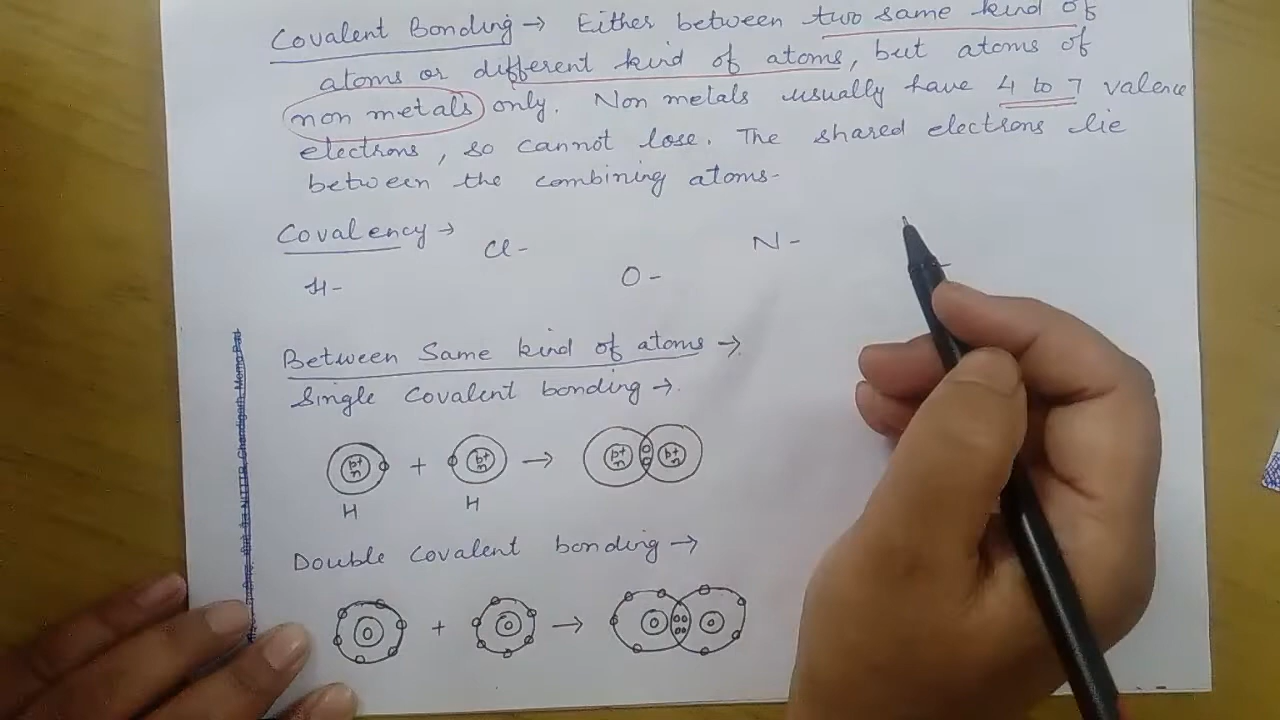 Covalent Bonding → Either between two same kind of
atoms or different kind of atoms, but atoms of
non metals only. Non metals usually have 4 to 7 valence
electrons, so cannot lose. The shared electrons lie
between the combining atoms-
Covalency →
H-
Cl-
O-
N-
Between Same kind of atoms →
Single Covalent bonding →
p+
n
+
p+
n
→
p+
n
p+
n
H
H
Double Covalent bonding →
O
+
O
→
O
O